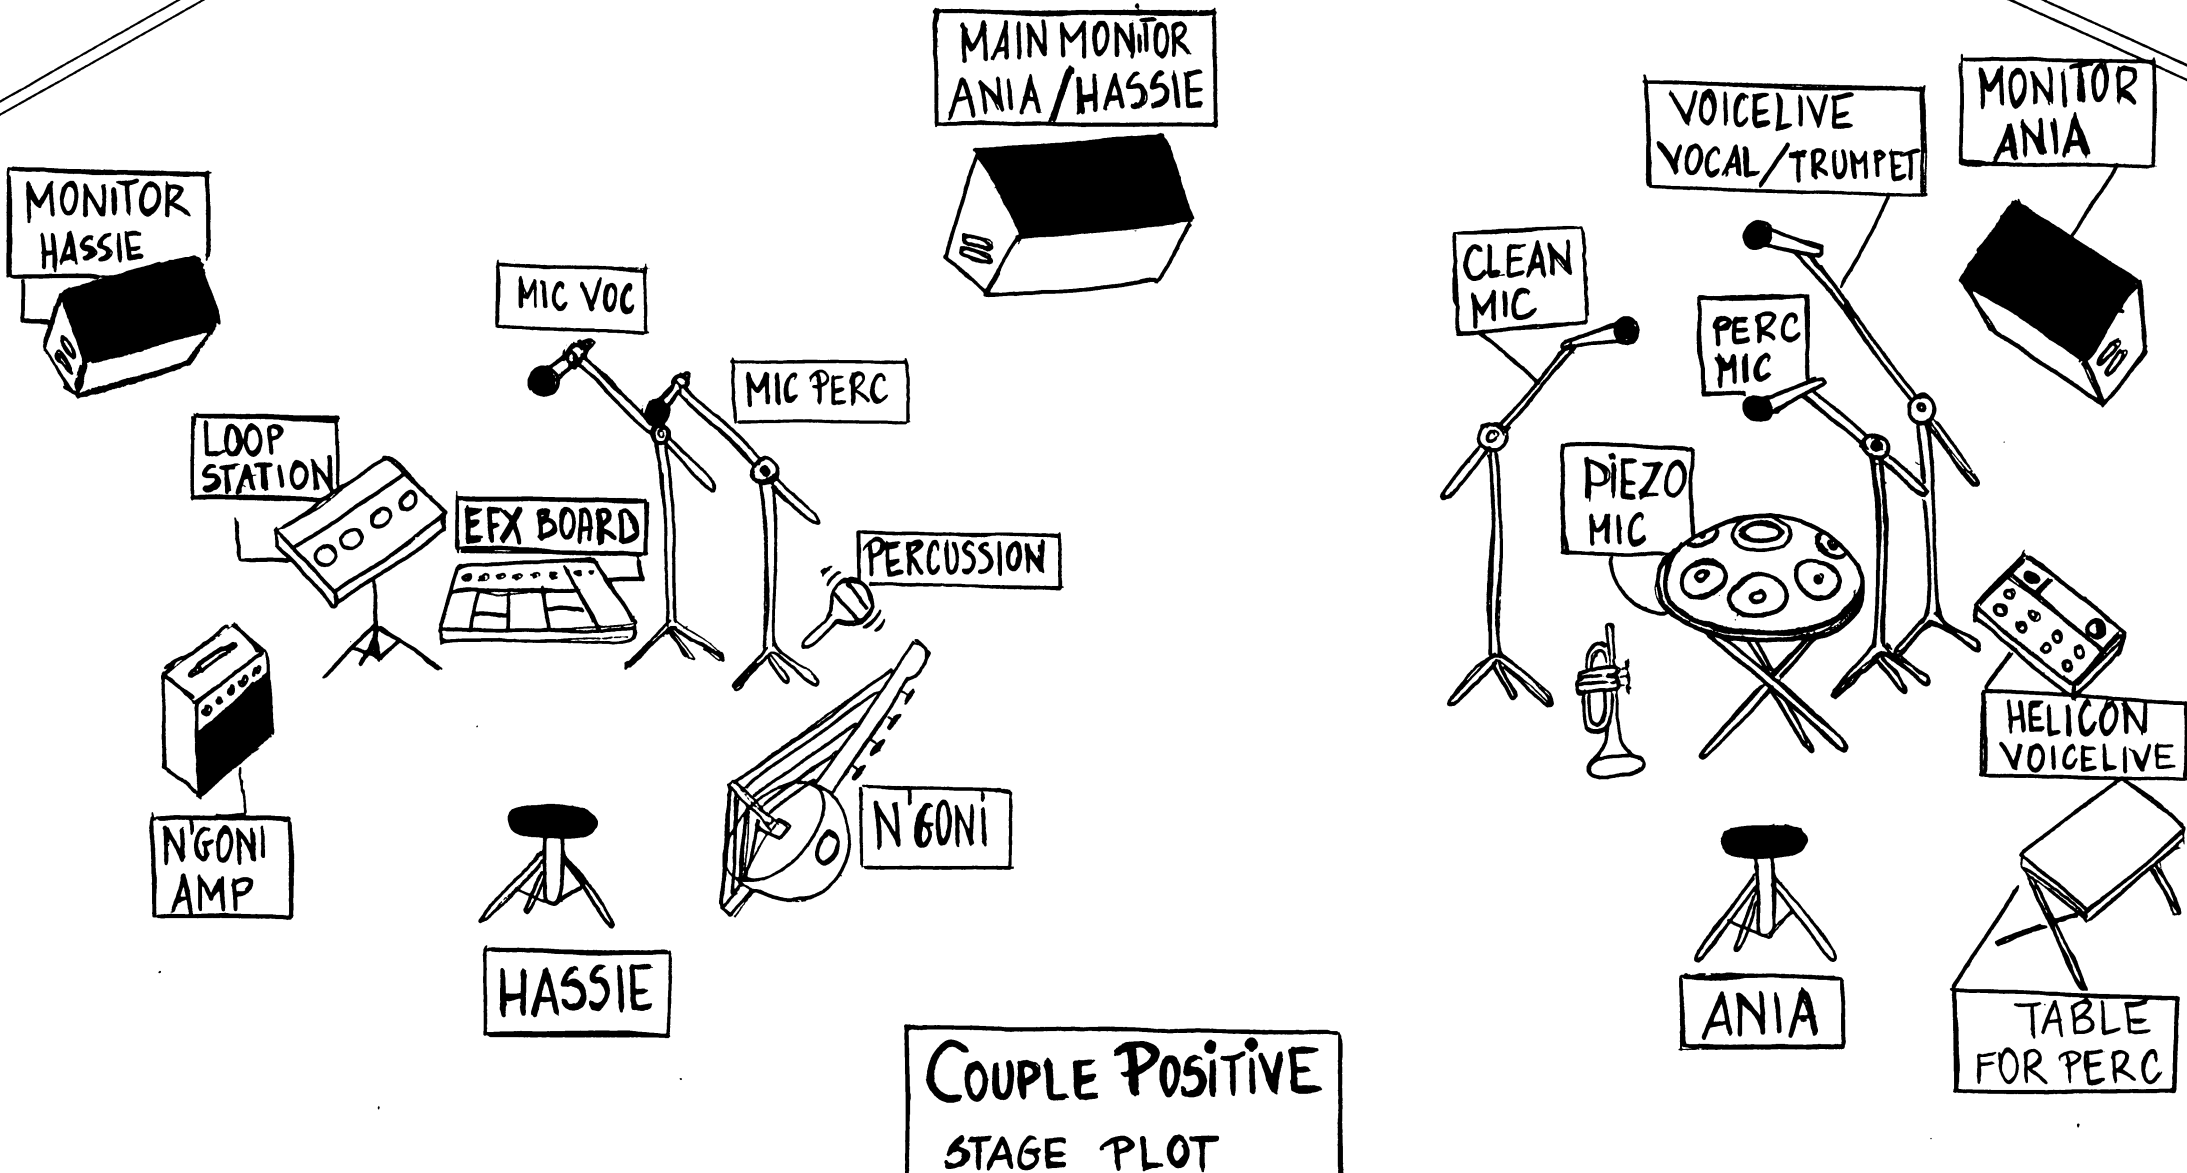 MAIN MONITOR
ANIA/HASSIE
MONITOR
HASSIE
VOICELIVE
VOCAL/TRUMPET
MONITOR
ANIA
CLEAN
MIC
MIC VOC
PERC
MIC
MIC PERC
LOOP
STATION
EFX BOARD
PERCUSSION
PIEZO
MIC
HELICON
VOICELIVE
N'GONI
AMP
N'GONI
HASSIE
ANIA
TABLE
FOR PERC
COUPLE POSITIVE
STAGE PLOT